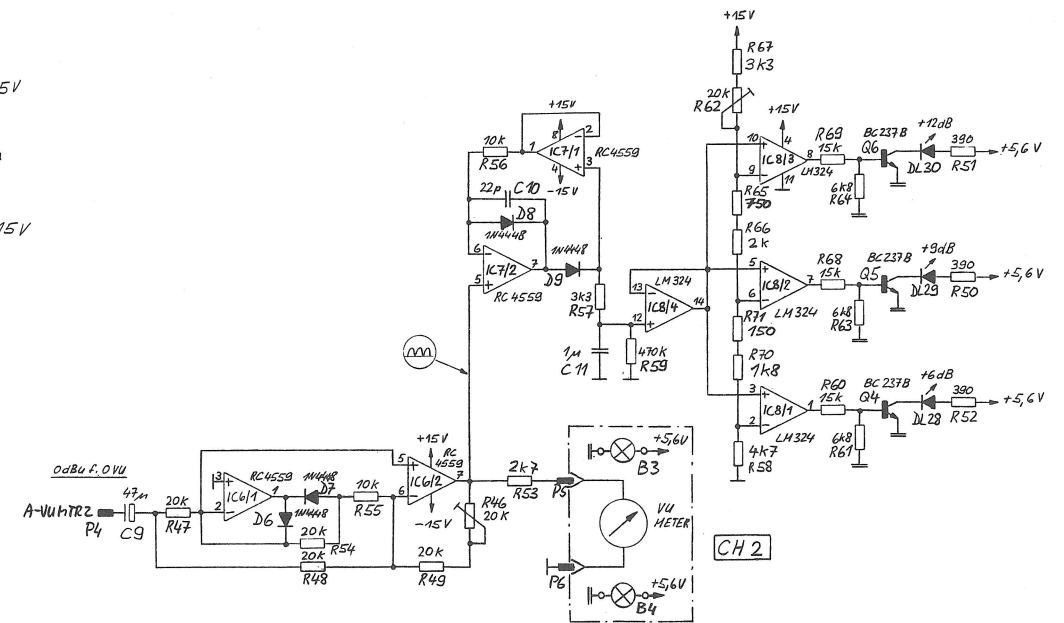 5V
15V
+15V
R67
3k3
20k
R62
+15V
+15V
10k
R56
1
8
2
IC7/1
RC4559
4
3
-15V
22p C10
D8
1N4448
1N4448
6
IC7/2
7
5
RC4559
D9
3k3
R57
LM324
13
IC8/4
14
12
1µ
C11
470k
R59
10
4
IC8/3
8
LM324
9
11
R69
15k
BC237B
Q6
6k8
R64
+12dB
DL30
390
R51
+5,6V
R65
750
R66
2k
5
IC8/2
7
6
LM324
R68
15k
BC237B
Q5
6k8
R63
+9dB
DL29
390
R50
+5,6V
R71
150
R70
1k8
3
IC8/1
1
2
LM324
R60
15k
BC237B
Q4
6k8
R61
+6dB
DL28
390
R52
+5,6V
4k7
R58
0dBu f. 0VU
47µ
A-VUMTR2
P4
C9
20k
R47
3
RC4559
IC6/1
1
2
1N4448
D7
D6
1N4448
10k
R55
20k
R54
20k
R48
20k
R49
+15V
RC
4559
5
IC6/2
7
6
-15V
R46
20k
2k7
R53
P5
+5,6V
B3
VU
METER
P6
+5,6V
B4
CH2